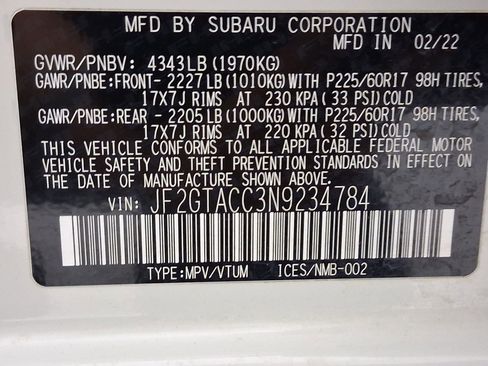 MFD BY SUBARU CORPORATION
MFD IN 02/22
GVWR/PNBV: 4343LB (1970KG)
GAWR/PNBE:FRONT- 2227LB (1010KG) WITH P225/60R17 98H TIRES,
17X7J RIMS AT 230 KPA (33 PSI) COLD
GAWR/PNBE:REAR - 2205LB (1000KG) WITH P225/60R17 98H TIRES,
17X7J RIMS AT 220 KPA (32 PSI) COLD
THIS VEHICLE CONFORMS TO ALL APPLICABLE FEDERAL MOTOR
VEHICLE SAFETY AND THEFT PREVENTION STANDARDS IN EFFECT ON
THE DATE OF MANUFACTURE SHOWN ABOVE.
VIN: JF2GTACC3N9234784
TYPE:MPV/VTUM ICES/NMB-002